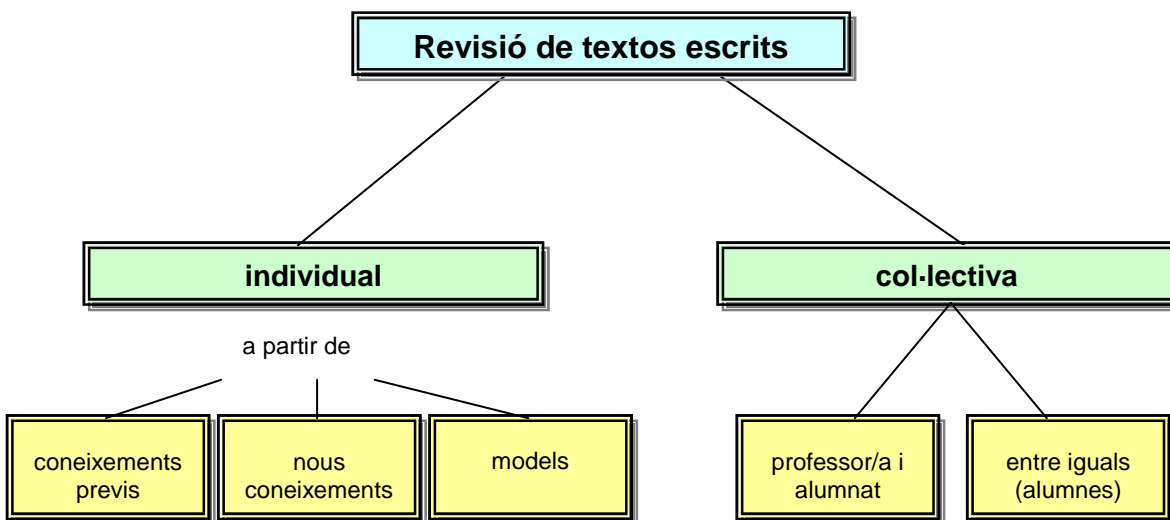 Revisió de textos escrits
individual
col·lectiva
a partir de
coneixements
previs
nous
coneixements
models
professor/a i
alumnat
entre iguals
(alumnes)